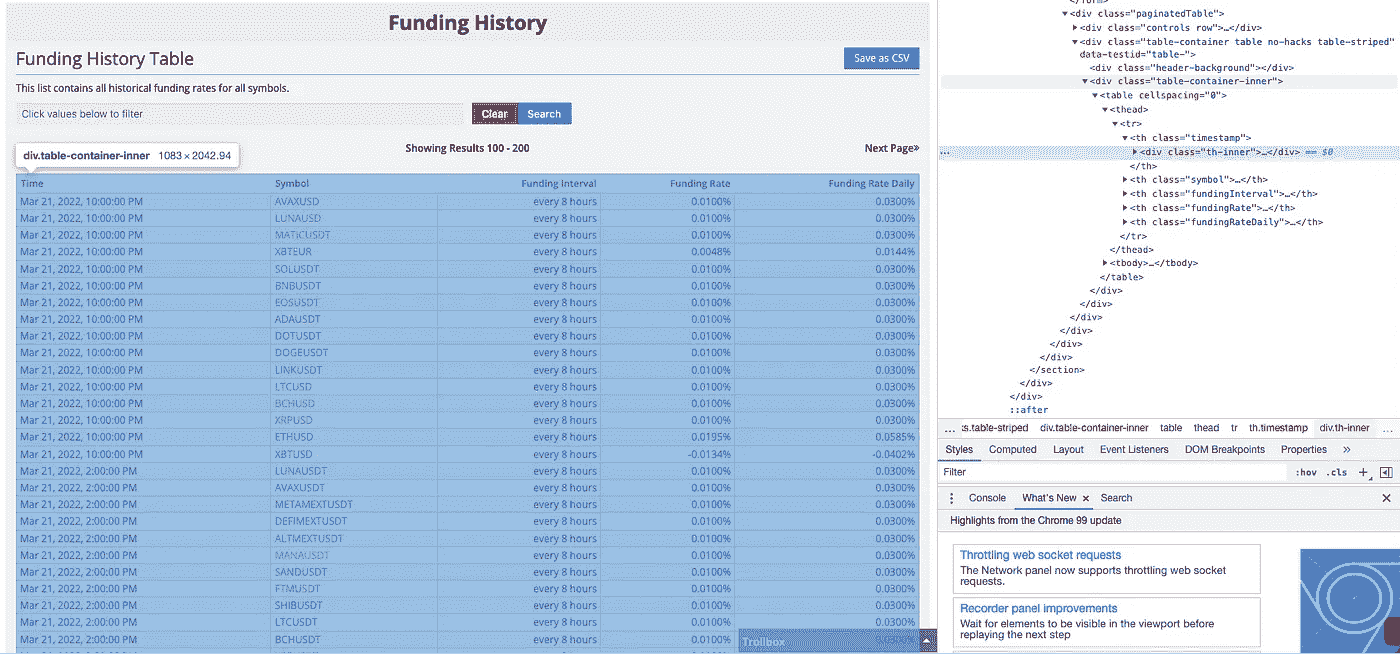 Funding History
Funding History Table
Save as CSV
This list contains all historical funding rates for all symbols.
Click values below to filter
Clear Search
div.table-container-inner 1083 × 2042.94
Showing Results 100 - 200
Next Page»
Time Symbol Funding Interval Funding Rate Funding Rate Daily
Mar 21, 2022, 10:00:00 PM AVAXUSD every 8 hours 0.0100% 0.0300%
Mar 21, 2022, 10:00:00 PM LUNAUSD every 8 hours 0.0100% 0.0300%
Mar 21, 2022, 10:00:00 PM MATICUSDT every 8 hours 0.0100% 0.0300%
Mar 21, 2022, 10:00:00 PM XBTEUR every 8 hours 0.0048% 0.0144%
Mar 21, 2022, 10:00:00 PM SOLUSDT every 8 hours 0.0100% 0.0300%
Mar 21, 2022, 10:00:00 PM BNBUSDT every 8 hours 0.0100% 0.0300%
Mar 21, 2022, 10:00:00 PM EOSUSDT every 8 hours 0.0100% 0.0300%
Mar 21, 2022, 10:00:00 PM ADAUSDT every 8 hours 0.0100% 0.0300%
Mar 21, 2022, 10:00:00 PM DOTUSDT every 8 hours 0.0100% 0.0300%
Mar 21, 2022, 10:00:00 PM DOGEUSDT every 8 hours 0.0100% 0.0300%
Mar 21, 2022, 10:00:00 PM LINKUSDT every 8 hours 0.0100% 0.0300%
Mar 21, 2022, 10:00:00 PM LTCUSD every 8 hours 0.0100% 0.0300%
Mar 21, 2022, 10:00:00 PM BCHUSD every 8 hours 0.0100% 0.0300%
Mar 21, 2022, 10:00:00 PM XRPUSD every 8 hours 0.0100% 0.0300%
Mar 21, 2022, 10:00:00 PM ETHUSD every 8 hours 0.0195% 0.0585%
Mar 21, 2022, 10:00:00 PM XBTUSD every 8 hours -0.0134% -0.0402%
Mar 21, 2022, 2:00:00 PM LUNAUSDT every 8 hours 0.0100% 0.0300%
Mar 21, 2022, 2:00:00 PM AVAXUSDT every 8 hours 0.0100% 0.0300%
Mar 21, 2022, 2:00:00 PM METAMEXTUSDT every 8 hours 0.0100% 0.0300%
Mar 21, 2022, 2:00:00 PM DEFIMEXTUSDT every 8 hours 0.0100% 0.0300%
Mar 21, 2022, 2:00:00 PM ALTMEXTUSDT every 8 hours 0.0100% 0.0300%
Mar 21, 2022, 2:00:00 PM MANAUSDT every 8 hours 0.0100% 0.0300%
Mar 21, 2022, 2:00:00 PM SANDUSDT every 8 hours 0.0100% 0.0300%
Mar 21, 2022, 2:00:00 PM FTMUSDT every 8 hours 0.0100% 0.0300%
Mar 21, 2022, 2:00:00 PM SHIBUSDT every 8 hours 0.0100% 0.0300%
Mar 21, 2022, 2:00:00 PM LTCUSDT every 8 hours 0.0100% 0.0300%
Mar 21, 2022, 2:00:00 PM BCHUSDT every 8 hours 0.0100%
Trollbox
<div class="paginatedTable">
<div class="controls row">…</div>
<div class="table-container table no-hacks table-striped"
data-testid="table-">
<div class="header-background"></div>
<div class="table-container-inner">
<table cellspacing="0">
<thead>
<tr>
<th class="timestamp">
<div class="th-inner">…</div> == $0
</th>
<th class="symbol">…</th>
<th class="fundingInterval">…</th>
<th class="fundingRate">…</th>
<th class="fundingRateDaily">…</th>
</tr>
</thead>
<tbody>…</tbody>
</table>
</div>
</div>
</div>
</div>
</div>
</div>
</section>
</div>
</div>
::after
… :s.table-striped div.table-container-inner table thead tr th.timestamp div.th-inner …
Styles Computed Layout Event Listeners DOM Breakpoints Properties »
Filter :hov .cls +
Console What's New × Search ×
Highlights from the Chrome 99 update
Throttling web socket requests
The Network panel now supports throttling web socket
requests.
Recorder panel improvements
Wait for elements to be visible in the viewport before
replaying the next step